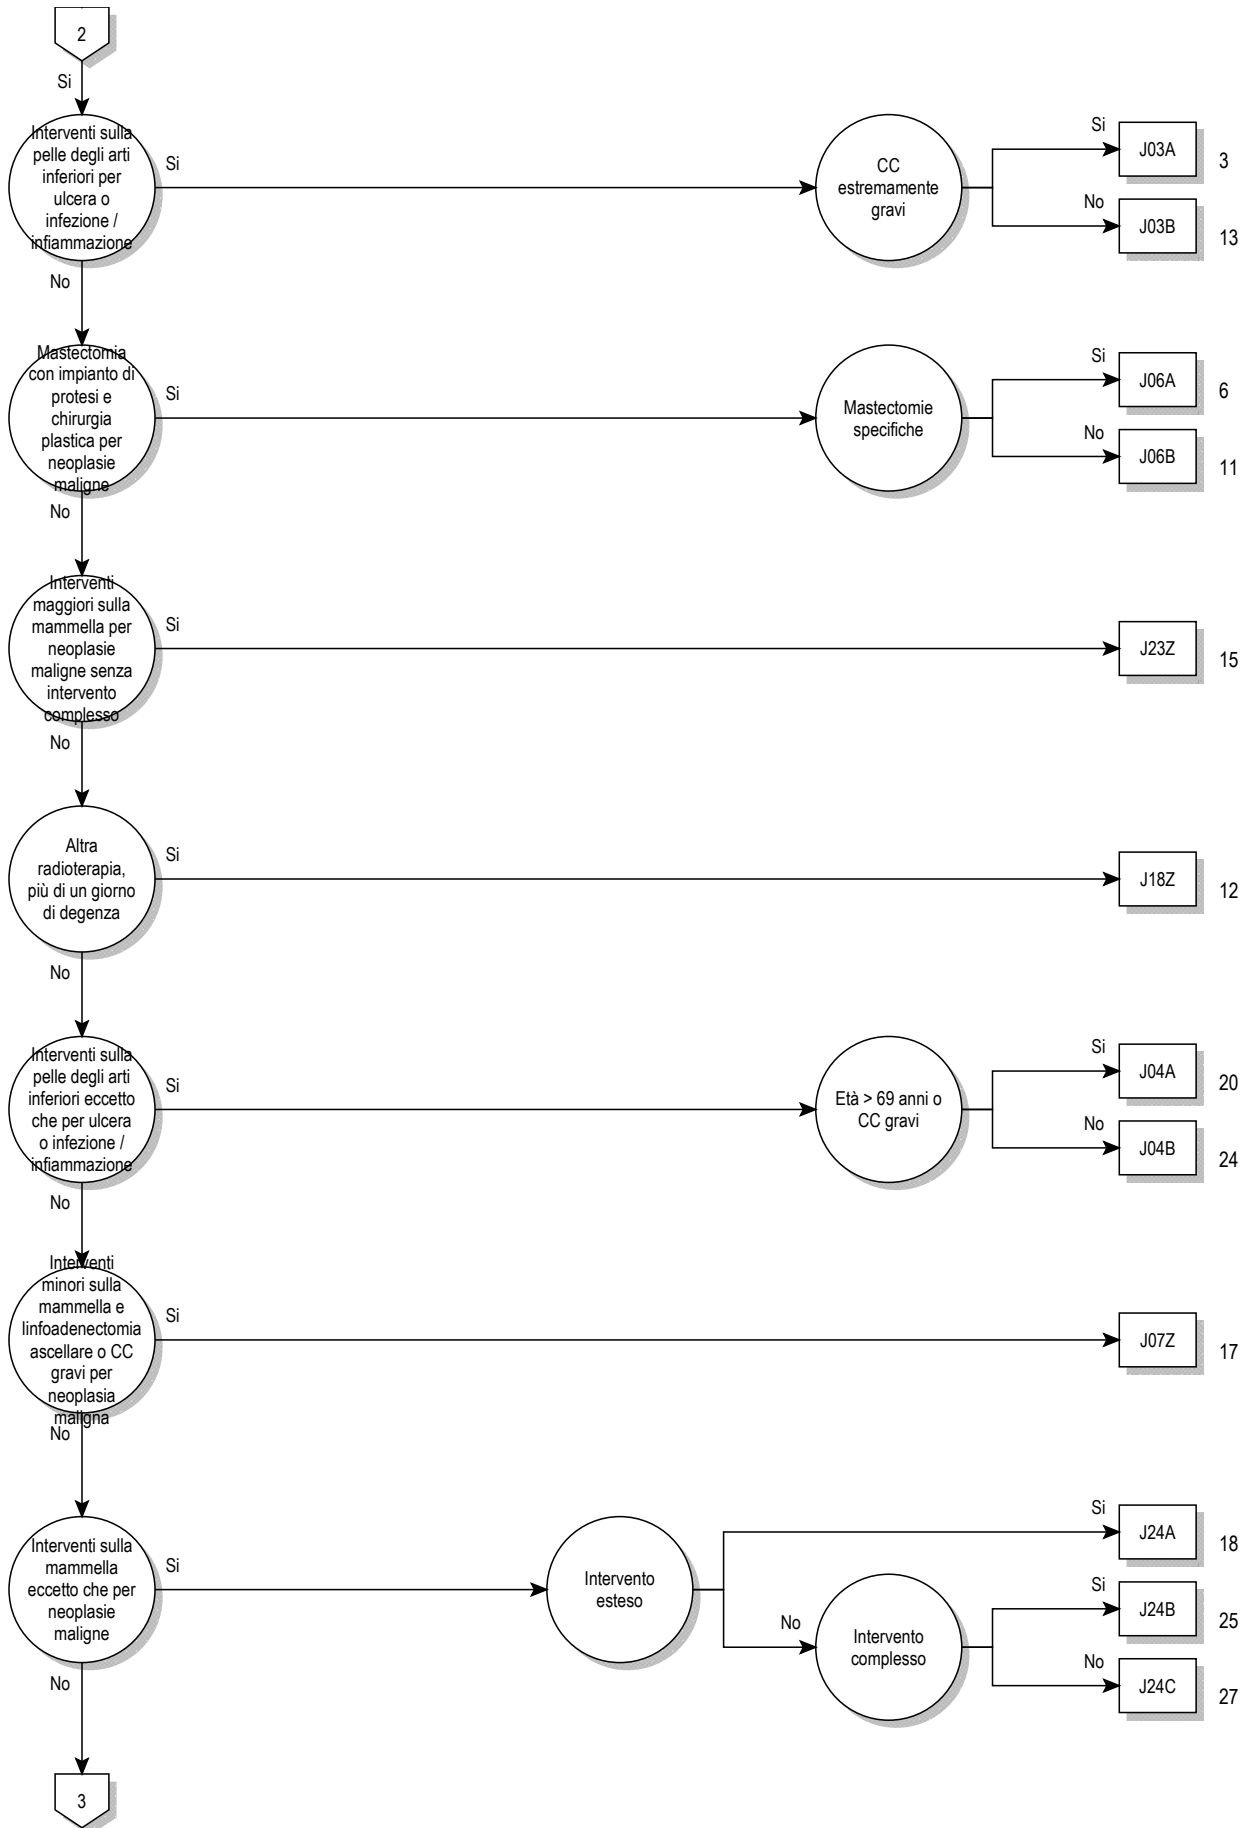 2
Si
Interventi sulla
pelle degli arti
inferiori per
ulcera o
infezione /
infiammazione
Si
CC
estremamente
gravi
Si
J03A
3
No
J03B
13
No
Mastectomia
con impianto di
protesi e
chirurgia
plastica per
neoplasie
maligne
Si
Mastectomie
specifiche
Si
J06A
6
No
J06B
11
No
Interventi
maggiori sulla
mammella per
neoplasie
maligne senza
intervento
complesso
Si
J23Z
15
No
Altra
radioterapia,
più di un giorno
di degenza
Si
J18Z
12
No
Interventi sulla
pelle degli arti
inferiori eccetto
che per ulcera
o infezione /
infiammazione
Si
Età > 69 anni o
CC gravi
Si
J04A
20
No
J04B
24
No
Interventi
minori sulla
mammella e
linfoadenectomia
ascellare o CC
gravi per
neoplasia
maligna
Si
J07Z
17
No
Interventi sulla
mammella
eccetto che per
neoplasie
maligne
Si
Intervento
esteso
Si
J24A
18
No
Intervento
complesso
Si
J24B
25
No
J24C
27
No
3